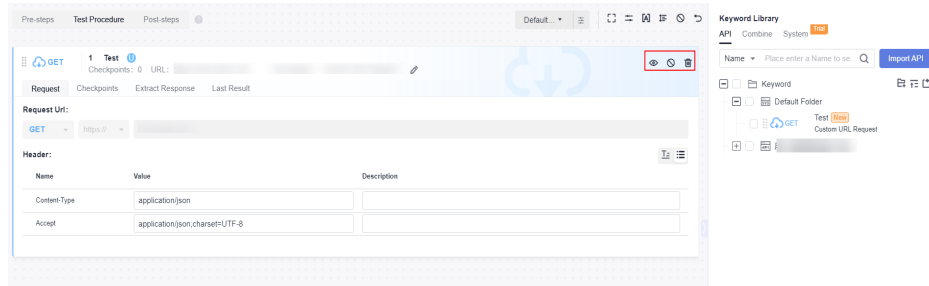 Pre-steps Test Procedure Post-steps Default...
GET 1 Test
Checkpoints: 0 URL:
Request Checkpoints Extract Response Last Result
Request Url:
GET https://
Header:
Name Value Description
Content-Type application/json
Accept application/json;charset=UTF-8
Keyword Library
API Combine System Trial
Name Place enter a Name to se... Import API
Keyword
Default Folder
GET Test New
Custom URL Request